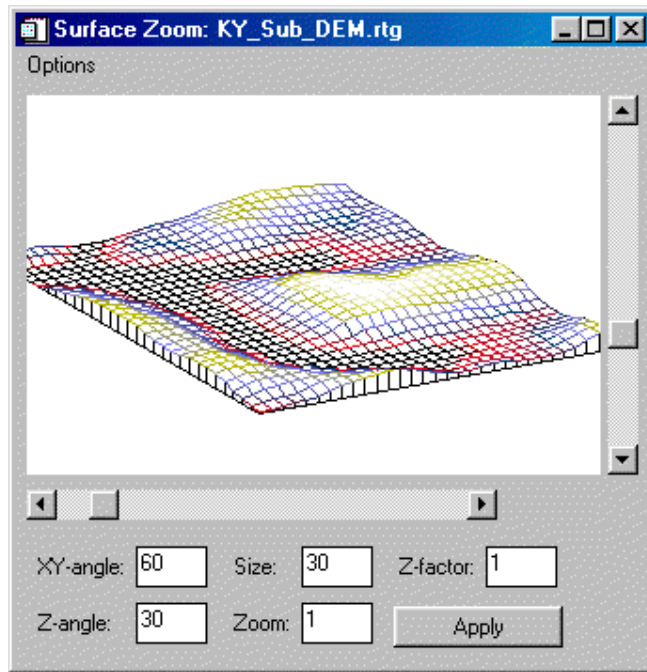 Surface Zoom: KY_Sub_DEM.rtg
Options
XY-angle: 60 Size: 30 Z-factor: 1
Z-angle: 30 Zoom: 1 Apply